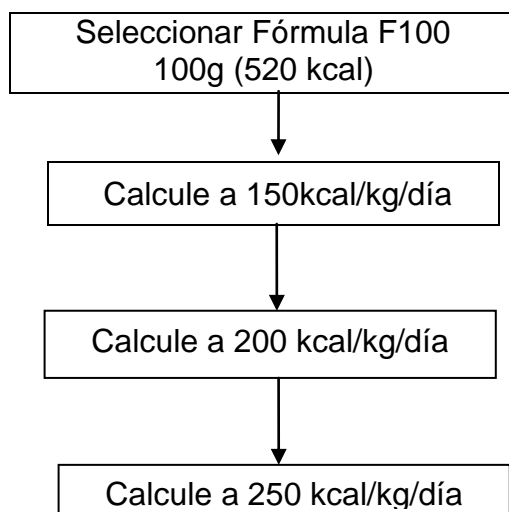 Seleccionar Fórmula F100
100g (520 kcal)
Calcule a 150kcal/kg/día
Calcule a 200 kcal/kg/día
Calcule a 250 kcal/kg/día